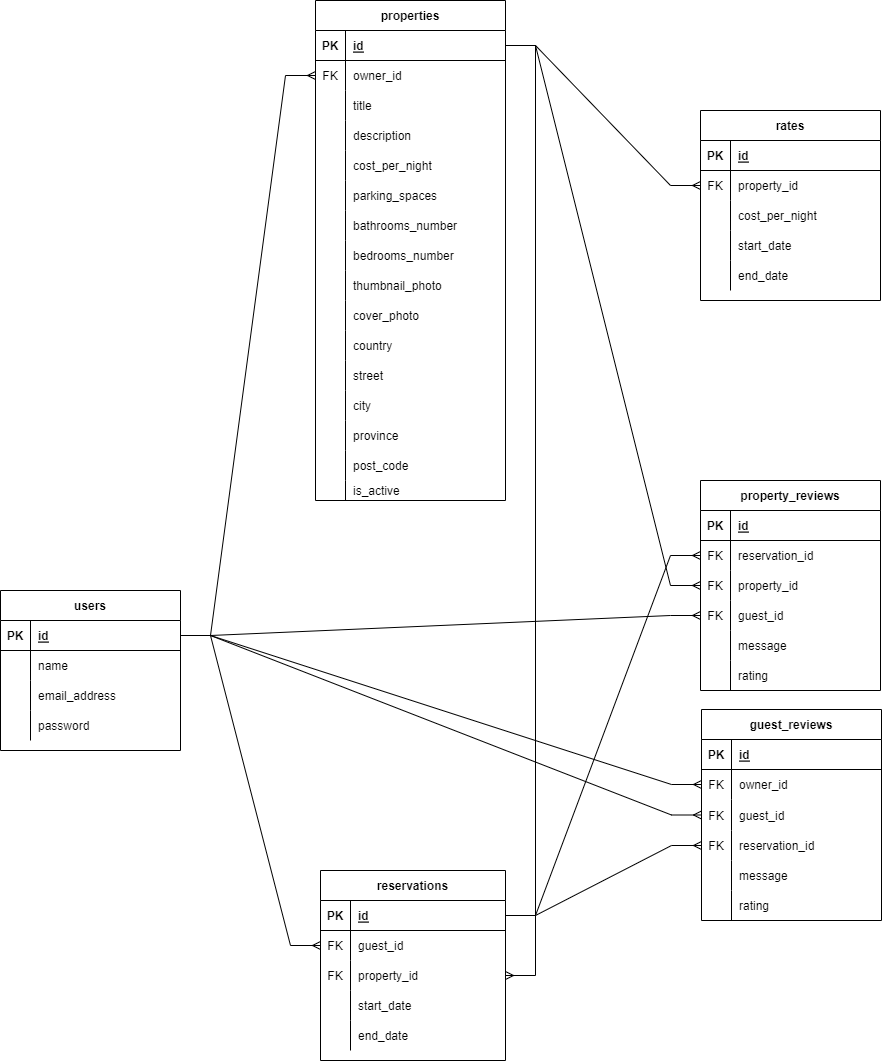 properties
PK id
FK owner_id
title
description
cost_per_night
parking_spaces
bathrooms_number
bedrooms_number
thumbnail_photo
cover_photo
country
street
city
province
post_code
is_active
rates
PK id
FK property_id
cost_per_night
start_date
end_date
property_reviews
PK id
FK reservation_id
FK property_id
FK guest_id
message
rating
users
PK id
name
email_address
password
guest_reviews
PK id
FK owner_id
FK guest_id
FK reservation_id
message
rating
reservations
PK id
FK guest_id
FK property_id
start_date
end_date